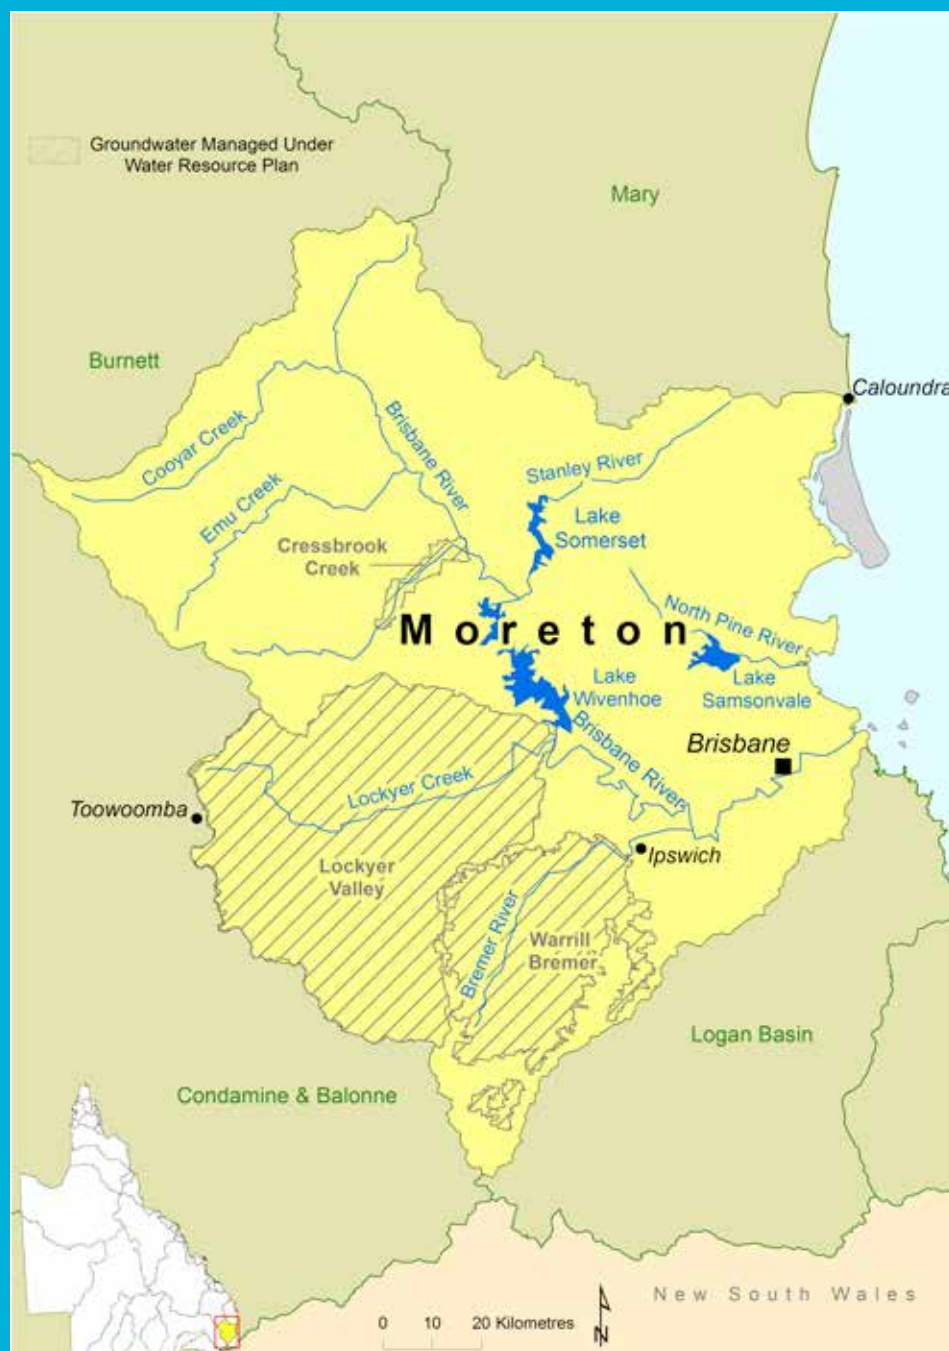 Groundwater Managed Under
Water Resource Plan
Mary
Burnett
Caloundra
Cooyar Creek
Brisbane River
Stanley River
Emu Creek
Lake
Somerset
Cressbrook
Creek
North Pine River
Moreton
Lake
Wivenhoe
Lake
Samsonvale
Brisbane River
Brisbane
Lockyer Creek
Toowoomba
Ipswich
Lockyer
Valley
Bremer River
Warrill
Bremer
Logan Basin
Condamine & Balonne
New South Wales
0 10 20 Kilometres
N